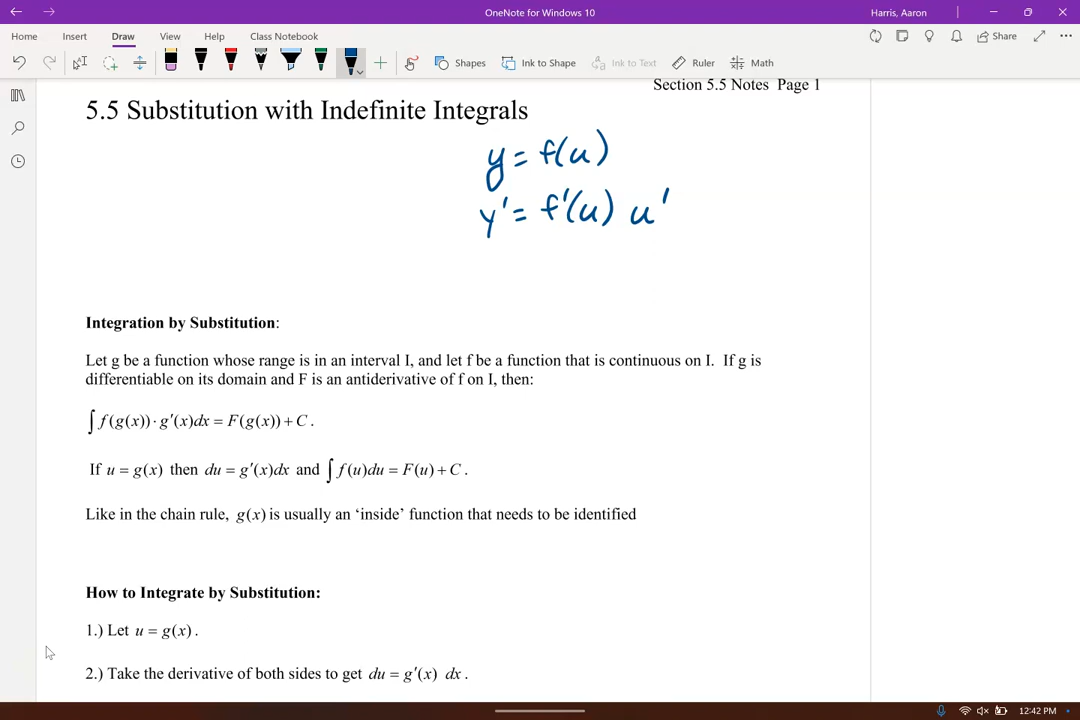 OneNote for Windows 10
Harris, Aaron
Home Insert Draw View Help Class Notebook
Share
Shapes Ink to Shape Ink to Text Ruler Math
Section 5.5 Notes Page 1
5.5 Substitution with Indefinite Integrals
y = f(u)
y' = f'(u) u'
Integration by Substitution:
Let g be a function whose range is in an interval I, and let f be a function that is continuous on I. If g is
differentiable on its domain and F is an antiderivative of f on I, then:
∫ f(g(x)) · g′(x)dx = F(g(x)) + C .
If u = g(x) then du = g′(x)dx and ∫ f(u)du = F(u) + C .
Like in the chain rule, g(x) is usually an ‘inside’ function that needs to be identified
How to Integrate by Substitution:
1.) Let u = g(x) .
2.) Take the derivative of both sides to get du = g′(x) dx .
12:42 PM